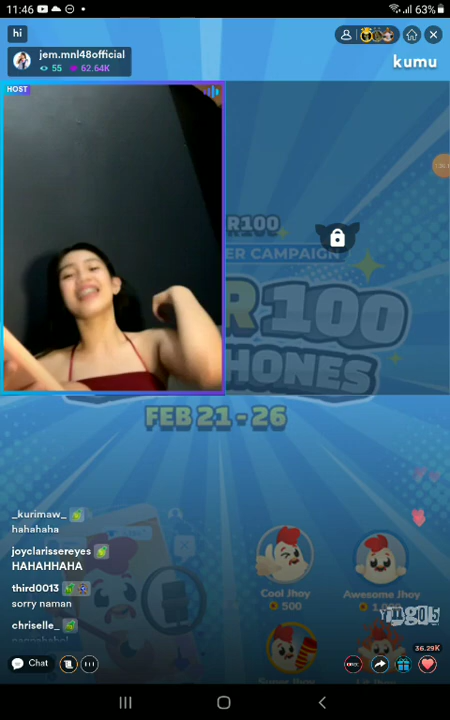 11:46
63%
hi
jem.mnl48official
55 62.64K
kumu
HOST
R100
ER CAMPAIGN
R 100
HONES
FEB 21 - 26
_kurimaw_
hahahaha
joyclarissereyes
HAHAHHAHA
third0013
sorry naman
chriselle_
Cool Jhoy
500
Awesome Jhoy
36.29K
Chat